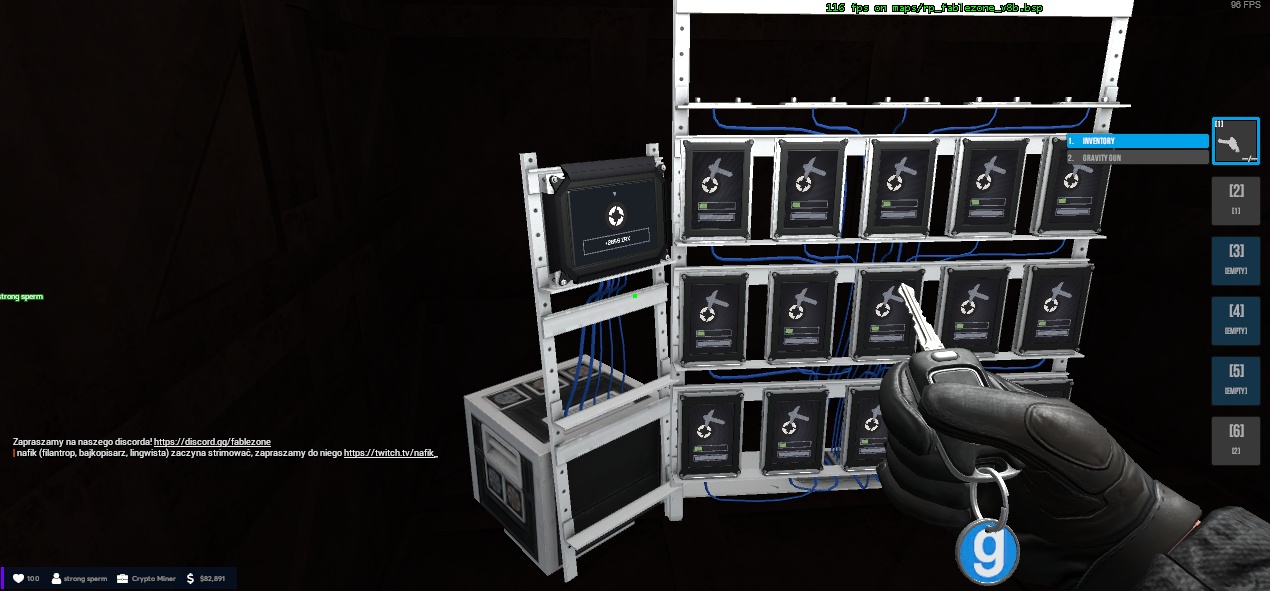 116 fps on maps/rp_fablezone_v8b.bsp
96 FPS
[1]
1. INVENTORY
2. GRAVITY GUN
[2]
[1]
[3]
[EMPTY]
[4]
[EMPTY]
[5]
[EMPTY]
[6]
[2]
strong sperm
Zapraszamy na naszego discorda! https://discord.gg/fablezone
| nafik (filantrop, bajkopisarz, lingwista) zaczyna strimować, zapraszamy do niego https://twitch.tv/nafik_
g
100 strong sperm Crypto Miner $ $82,891